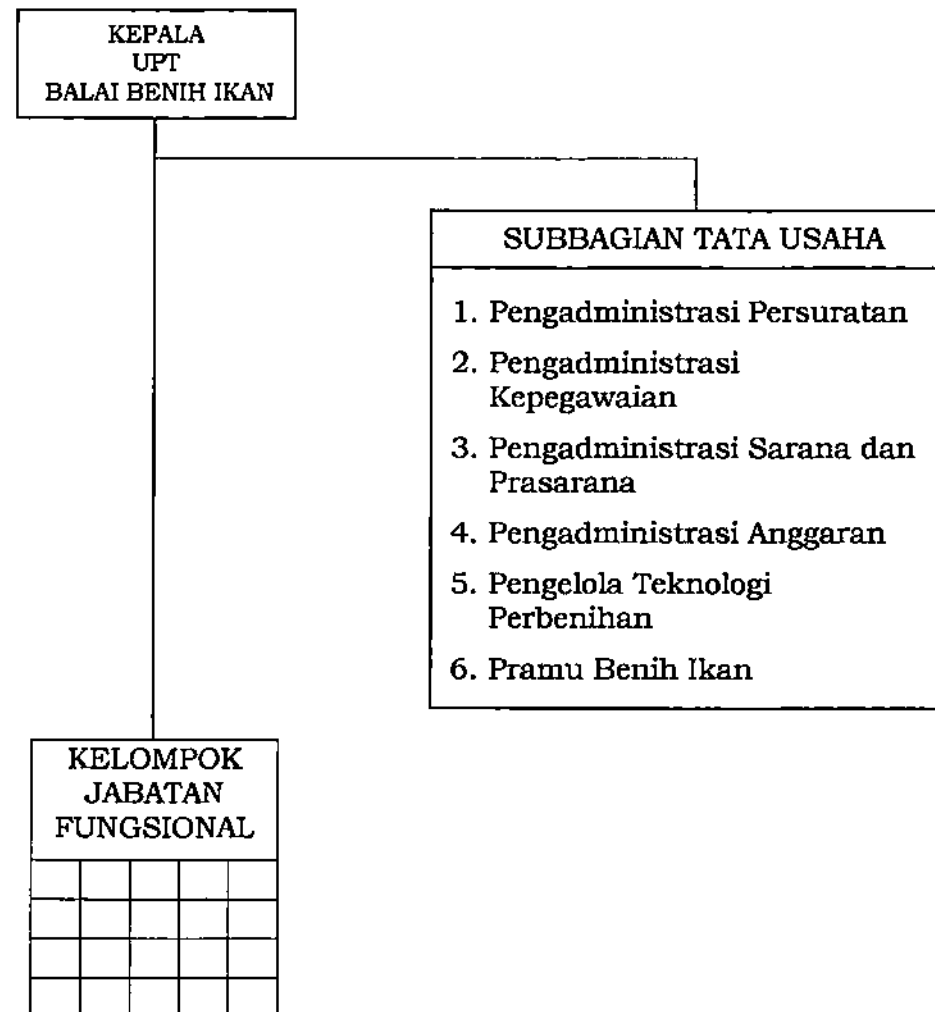 KEPALA
UPT
BALAI BENIH IKAN
SUBBAGIAN TATA USAHA
1. Pengadministrasi Persuratan
2. Pengadministrasi
Kepegawaian
3. Pengadministrasi Sarana dan
Prasarana
4. Pengadministrasi Anggaran
5. Pengelola Teknologi
Perbenihan
6. Pramu Benih Ikan
KELOMPOK
JABATAN
FUNGSIONAL